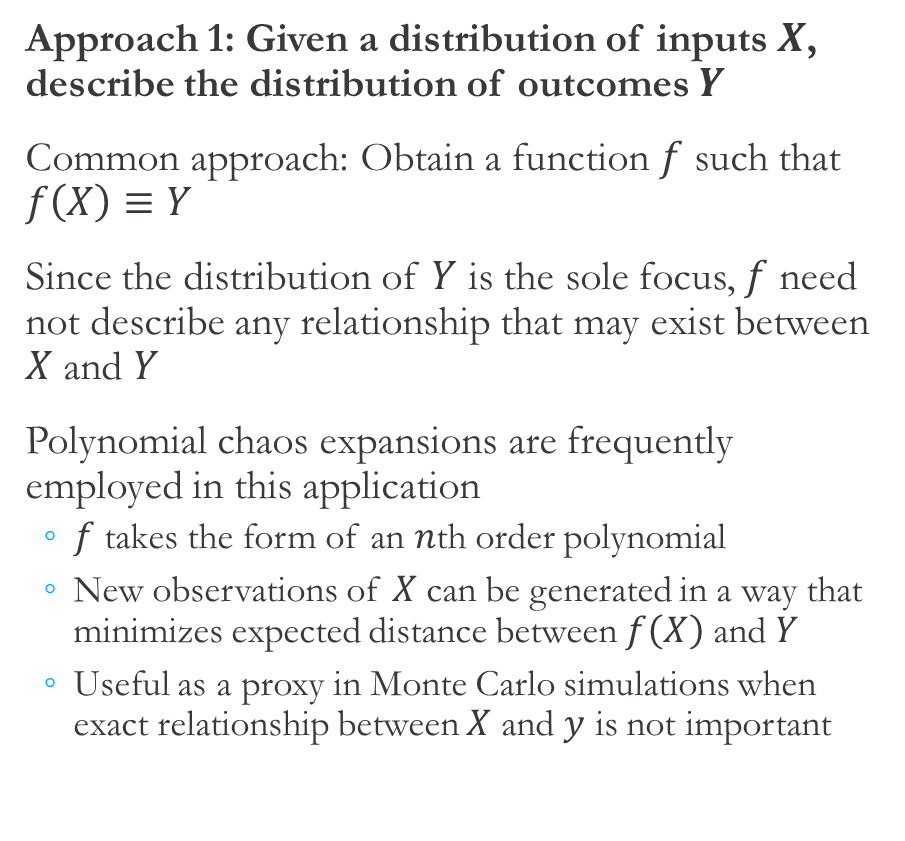 Approach 1: Given a distribution of inputs X,
describe the distribution of outcomes Y
Common approach: Obtain a function f such that
f(X) ≡ Y
Since the distribution of Y is the sole focus, f need
not describe any relationship that may exist between
X and Y
Polynomial chaos expansions are frequently
employed in this application
◦ f takes the form of an nth order polynomial
◦ New observations of X can be generated in a way that
minimizes expected distance between f(X) and Y
◦ Useful as a proxy in Monte Carlo simulations when
exact relationship between X and y is not important